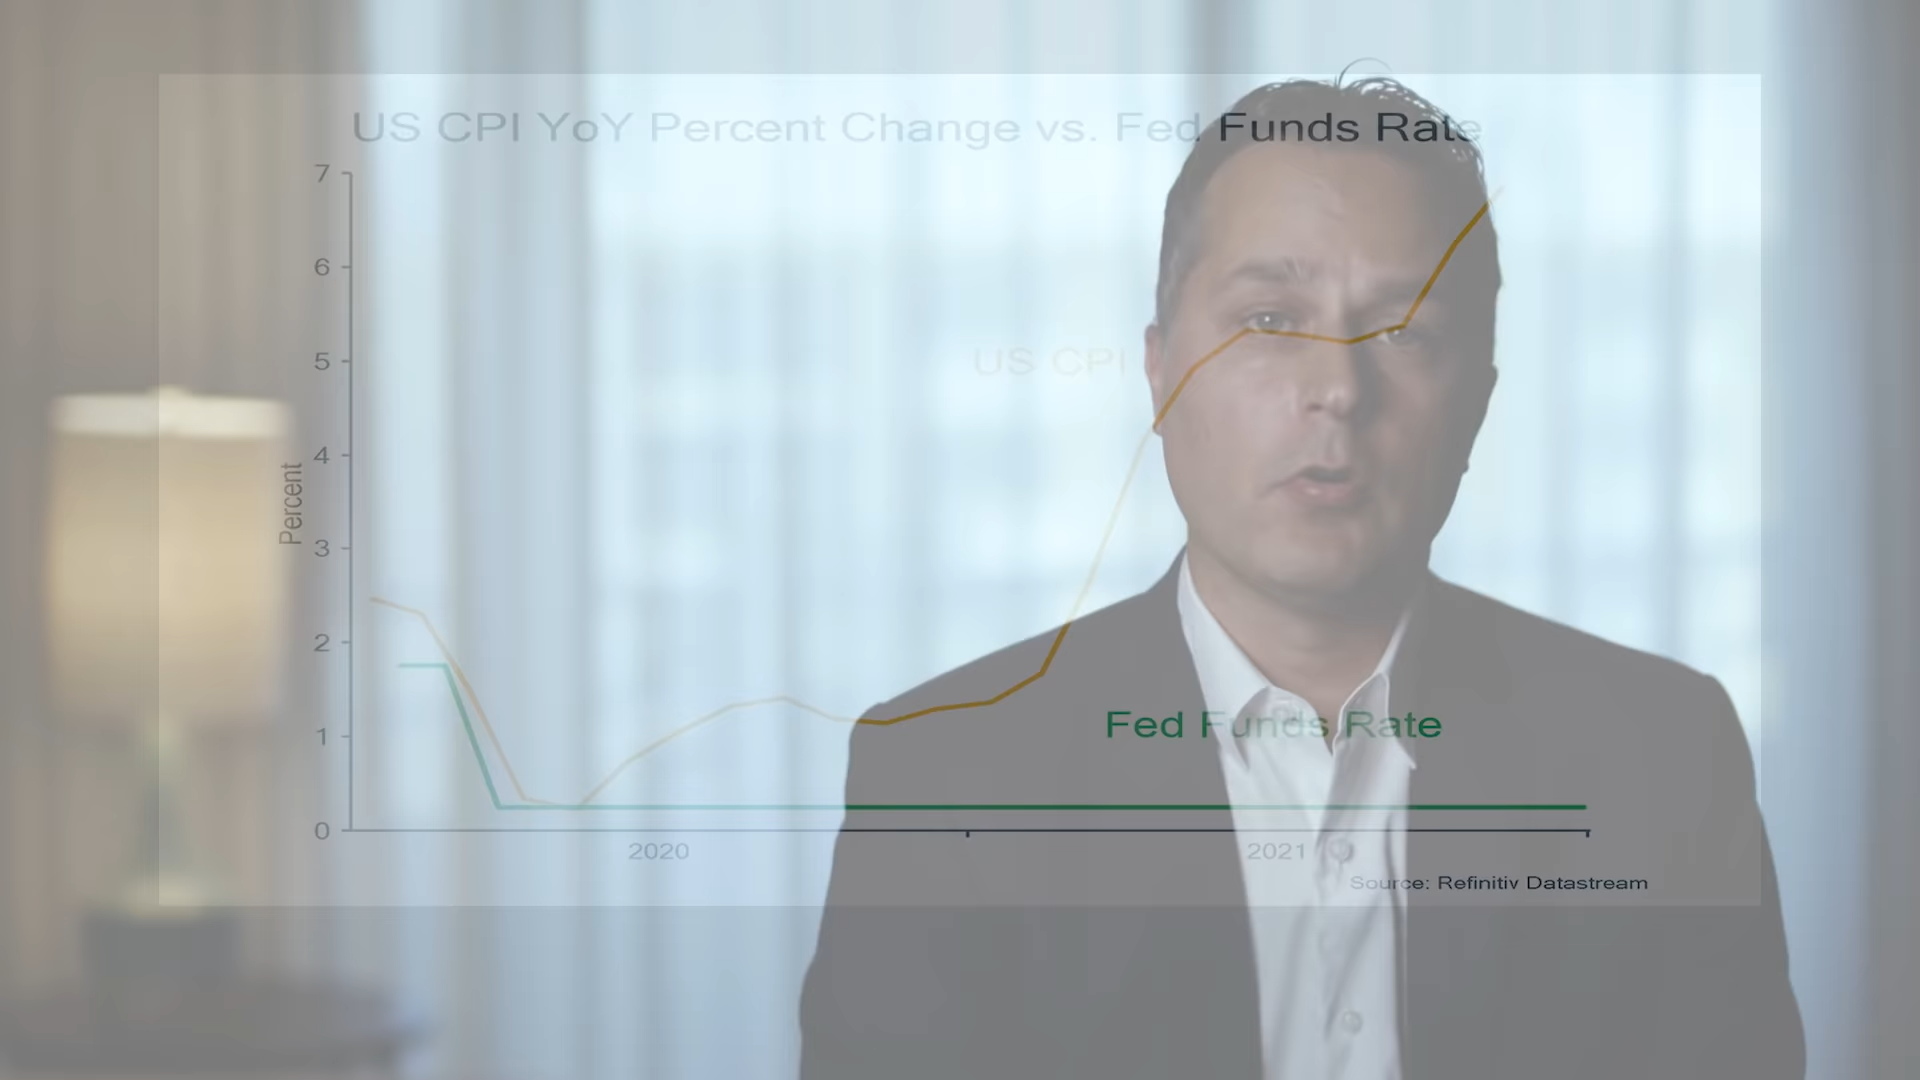 US CPI YoY Percent Change vs. Fed Funds Rate
7
6
5
4
3
2
1
0
Percent
US CPI
Fed Funds Rate
2020
2021
Source: Refinitiv Datastream